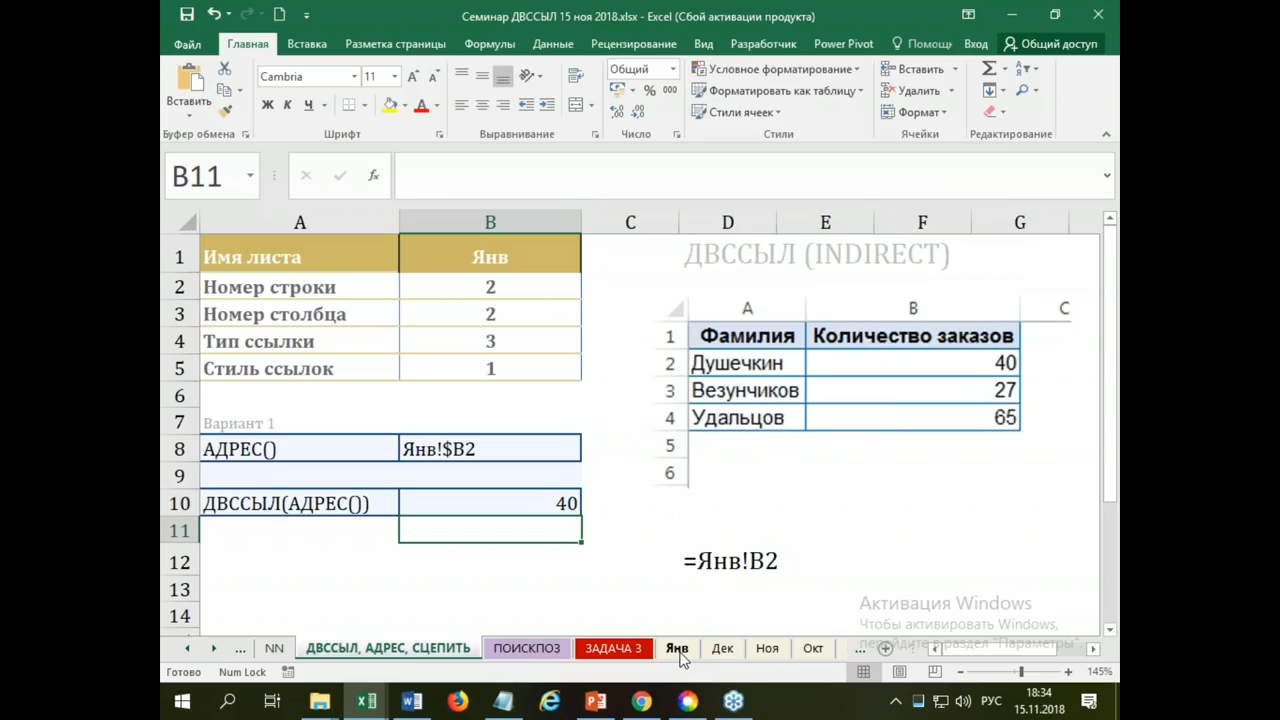 Семинар ДВССЫЛ 15 ноя 2018.xlsx - Excel (Сбой активации продукта)
Файл Главная Вставка Разметка страницы Формулы Данные Рецензирование Вид Разработчик Power Pivot Помощн Вход Общий доступ
Вставить
Cambria 11
Ж К Ч
Общий
% 000
Условное форматирование
Форматировать как таблицу
Стили ячеек
Вставить
Удалить
Формат
Буфер обмена Шрифт Выравнивание Число Стили Ячейки Редактирование
B11 fx
A B C D E F G
1 Имя листа Янв
2 Номер строки 2
3 Номер столбца 2
4 Тип ссылки 3
5 Стиль ссылок 1
6
7 Вариант 1
8 АДРЕС() Янв!$B2
9
10 ДВССЫЛ(АДРЕС()) 40
11
12
13
14
ДВССЫЛ (INDIRECT)
A B C
1 Фамилия Количество заказов
2 Душечкин 40
3 Везунчиков 27
4 Удальцов 65
5
6
=Янв!B2
Активация Windows
Чтобы активировать Windows,
перейдите в раздел "Параметры".
... NN ДВССЫЛ, АДРЕС, СЦЕПИТЬ ПОИСКПОЗ ЗАДАЧА 3 Янв Дек Ноя Окт ...
Готово Num Lock 145%
РУС 18:34
15.11.2018